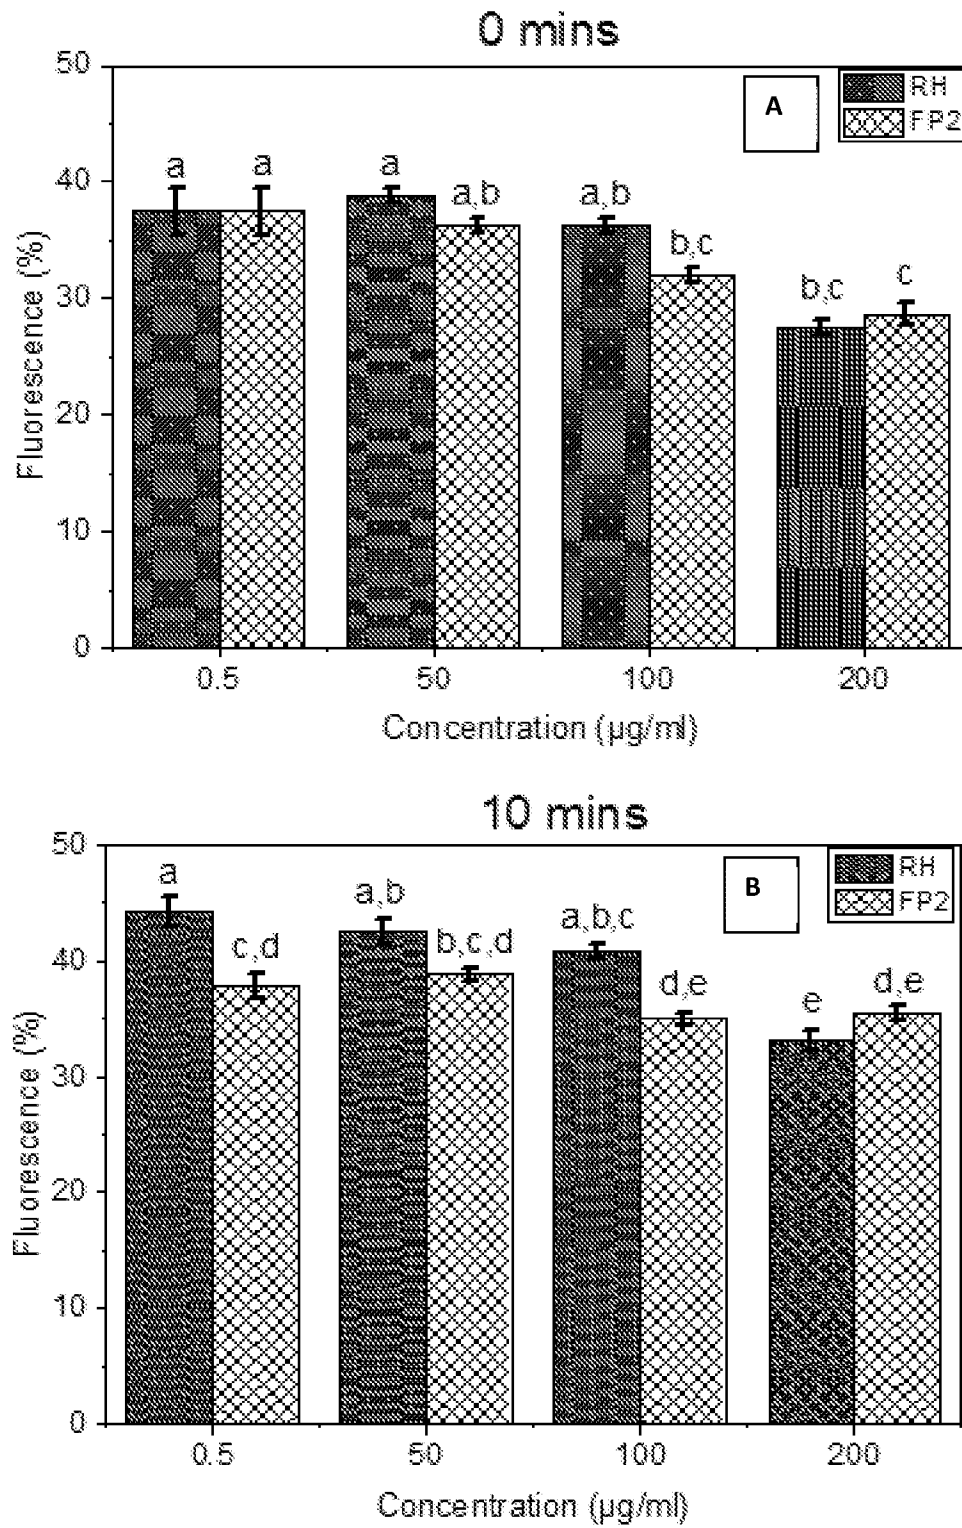 0 mins
50
A
RH
FP2
a
a
a
a,b
a,b
b,c
b,c
c
40
30
20
10
0
Fluorescence (%)
0.5
50
100
200
Concentration (µg/ml)
10 mins
50
B
RH
FP2
a
c,d
a,b
b,c,d
a,b,c
d,e
e
d,e
40
30
20
10
0
Fluorescence (%)
0.5
50
100
200
Concentration (µg/ml)